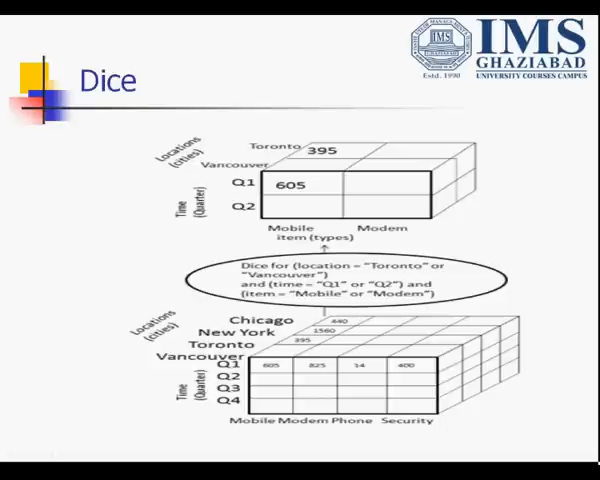 IMS
GHAZIABAD
Estd. 1990
UNIVERSITY COURSES CAMPUS
Dice
Locations
(cities)
Toronto
395
Vancouver
Time
(Quarter)
Q1
605
Q2
Mobile Modem
item (types)
Dice for (location = "Toronto" or
"Vancouver")
and (time = "Q1" or "Q2") and
(item = "Mobile" or "Modem")
Locations
(cities)
Chicago 440
New York 1560
Toronto 395
Vancouver
Time
(Quarter)
Q1 605 825 14 400
Q2
Q3
Q4
Mobile Modem Phone Security